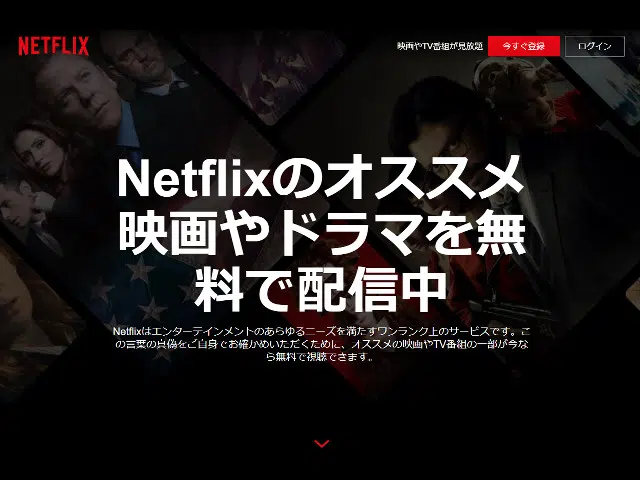 NETFLIX
映画やTV番組が見放題
今すぐ登録
ログイン
Netflixのオススメ
映画やドラマを無
料で配信中
Netflixはエンターテインメントのあらゆるニーズを満たすワンランク上のサービスです。こ
の言葉の真偽をご自身でお確かめいただくために、オススメの映画やTV番組の一部が今な
ら無料で視聴できます。